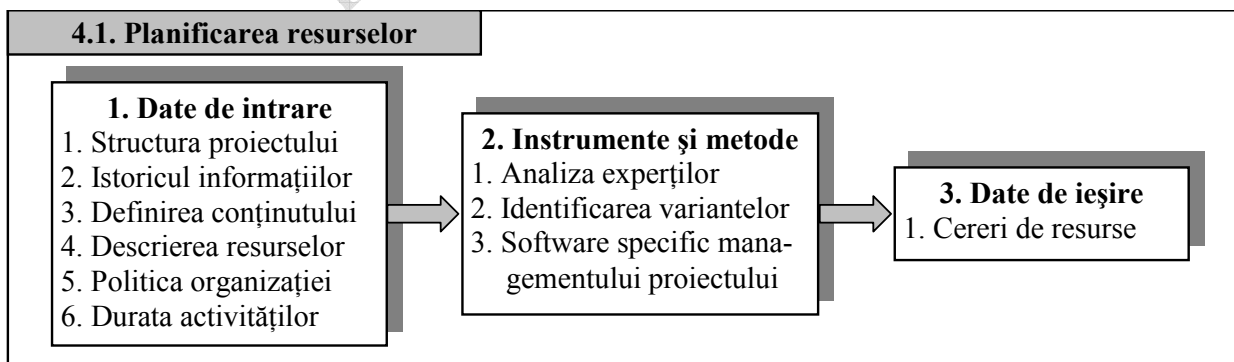 4.1. Planificarea resurselor
1. Date de intrare
1. Structura proiectului
2. Istoricul informațiilor
3. Definirea conținutului
4. Descrierea resurselor
5. Politica organizației
6. Durata activităților
2. Instrumente şi metode
1. Analiza experților
2. Identificarea variantelor
3. Software specific mana-
gementului proiectului
3. Date de ieşire
1. Cereri de resurse